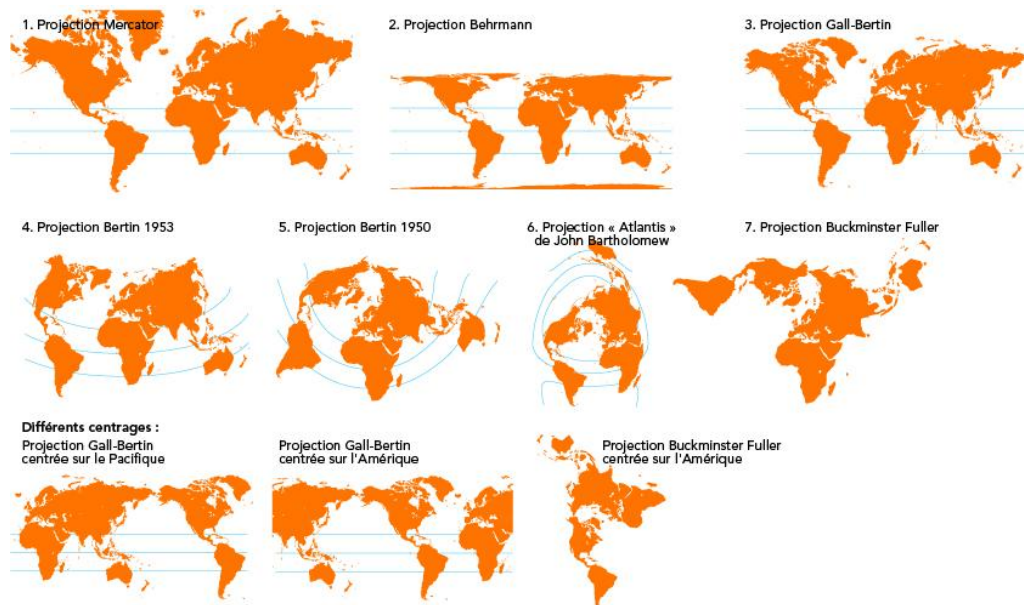 1. Projection Mercator
2. Projection Behrmann
3. Projection Gall-Bertin
4. Projection Bertin 1953
5. Projection Bertin 1950
6. Projection « Atlantis »
de John Bartholomew
7. Projection Buckminster Fuller
Différents centrages :
Projection Gall-Bertin
centrée sur le Pacifique
Projection Gall-Bertin
centrée sur l'Amérique
Projection Buckminster Fuller
centrée sur l'Amérique